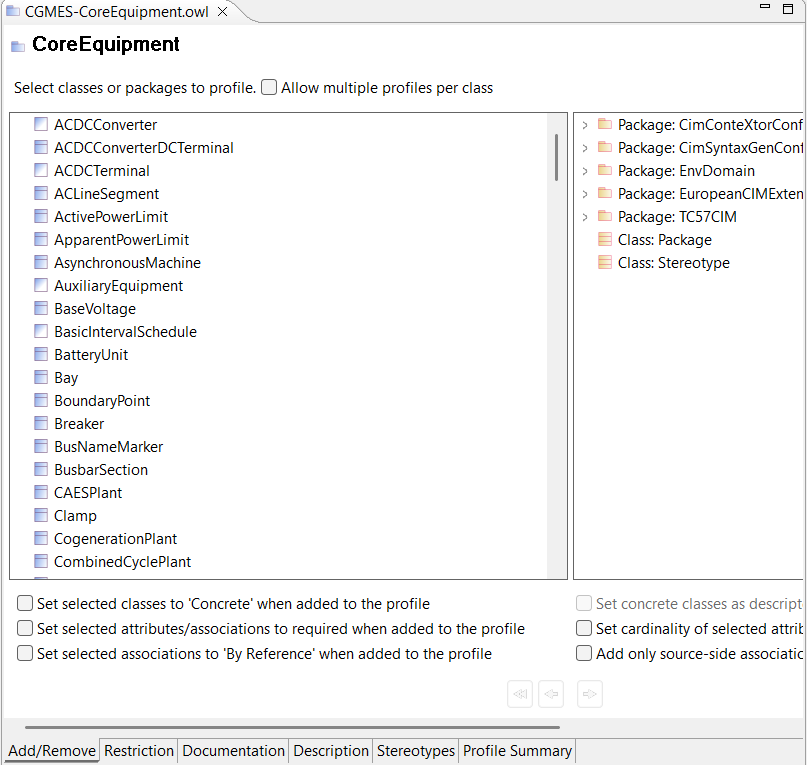 CGMES-CoreEquipment.owl
CoreEquipment
Select classes or packages to profile. Allow multiple profiles per class
ACDCConverter
ACDCConverterDCTerminal
ACDCTerminal
ACLineSegment
ActivePowerLimit
ApparentPowerLimit
AsynchronousMachine
AuxiliaryEquipment
BaseVoltage
BasicIntervalSchedule
BatteryUnit
Bay
BoundaryPoint
Breaker
BusNameMarker
BusbarSection
CAESPlant
Clamp
CogenerationPlant
CombinedCyclePlant
Package: CimConteXtorConf
Package: CimSyntaxGenConf
Package: EnvDomain
Package: EuropeanCIMExten
Package: TC57CIM
Class: Package
Class: Stereotype
Set selected classes to 'Concrete' when added to the profile
Set selected attributes/associations to required when added to the profile
Set selected associations to 'By Reference' when added to the profile
Set concrete classes as descript
Set cardinality of selected attrib
Add only source-side associatic
Add/Remove Restriction Documentation Description Stereotypes Profile Summary